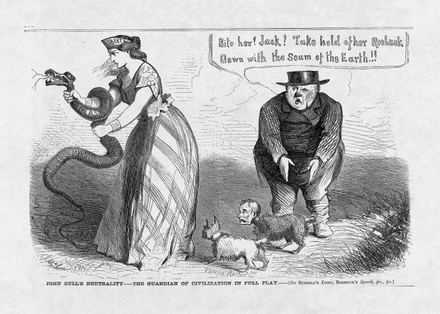 Bite her! Jack! Take hold of her Roebuck
Down with the Scum of the Earth!!
JOHN BULL'S NEUTRALITY—THE GUARDIAN OF CIVILIZATION IN FULL PLAY—(See RUSSELL'S Letter, ROEBUCK'S Speech, &c., &c.)